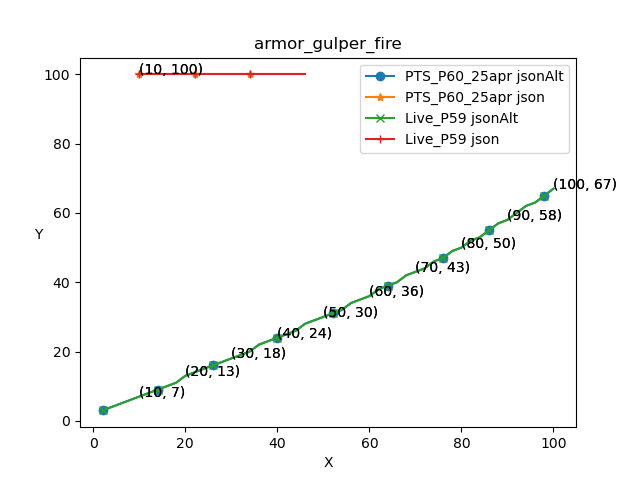 armor_gulper_fire
100
80
60
40
20
0
Y
(10, 100)
PTS_P60_25apr jsonAlt
PTS_P60_25apr json
Live_P59 jsonAlt
Live_P59 json
(100, 67)
(90, 58)
(80, 50)
(70, 43)
(60, 36)
(50, 30)
(40, 24)
(30, 18)
(20, 13)
(10, 7)
0 20 40 60 80 100
X